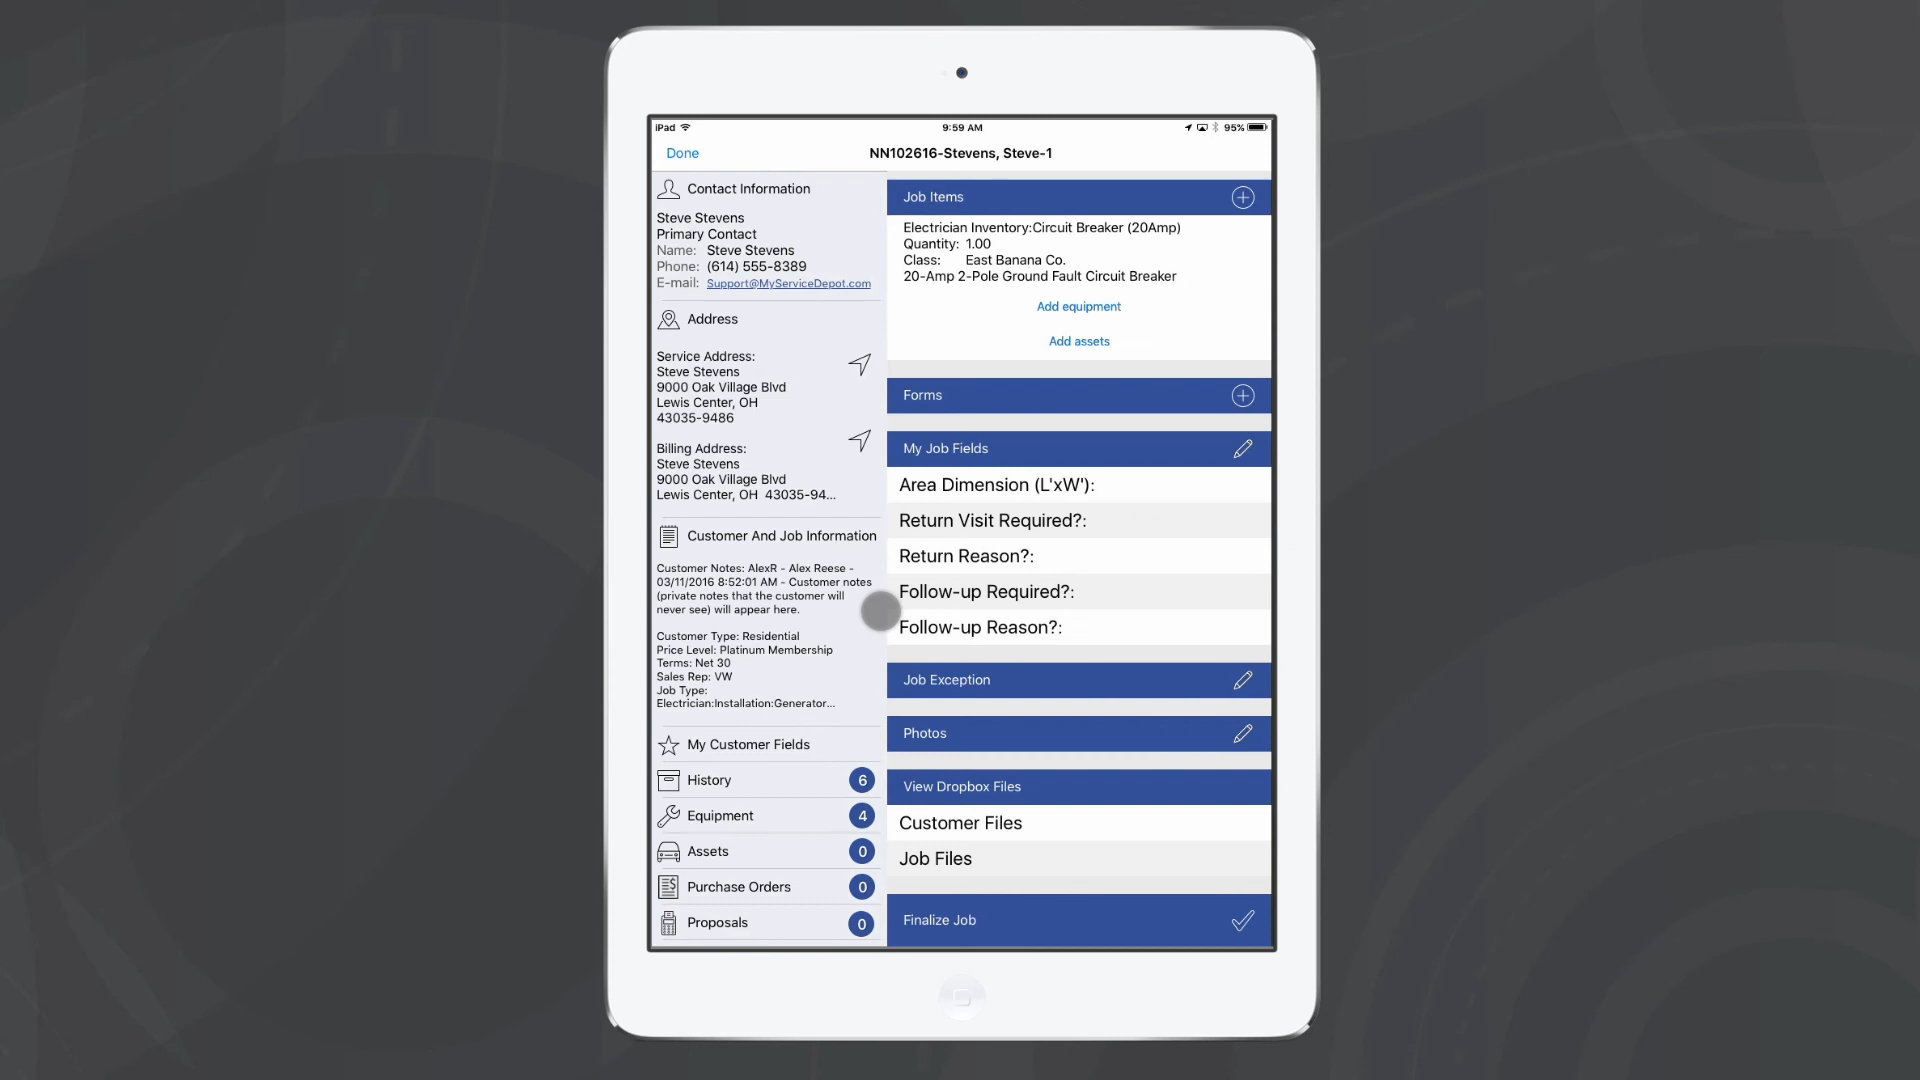 iPad
9:59 AM
95%
Done
NN102616-Stevens, Steve-1
Contact Information
Steve Stevens
Primary Contact
Name: Steve Stevens
Phone: (614) 555-8389
E-mail: Support@MyServiceDepot.com
Address
Service Address:
Steve Stevens
9000 Oak Village Blvd
Lewis Center, OH
43035-9486
Billing Address:
Steve Stevens
9000 Oak Village Blvd
Lewis Center, OH 43035-94...
Customer And Job Information
Customer Notes: AlexR - Alex Reese -
03/11/2016 8:52:01 AM - Customer notes
(private notes that the customer will
never see) will appear here.
Customer Type: Residential
Price Level: Platinum Membership
Terms: Net 30
Sales Rep: VW
Job Type:
Electrician:Installation:Generator...
My Customer Fields
History 6
Equipment 4
Assets 0
Purchase Orders 0
Proposals 0
Job Items
Electrician Inventory:Circuit Breaker (20Amp)
Quantity: 1.00
Class: East Banana Co.
20-Amp 2-Pole Ground Fault Circuit Breaker
Add equipment
Add assets
Forms
My Job Fields
Area Dimension (L'xW'):
Return Visit Required?:
Return Reason?:
Follow-up Required?:
Follow-up Reason?:
Job Exception
Photos
View Dropbox Files
Customer Files
Job Files
Finalize Job